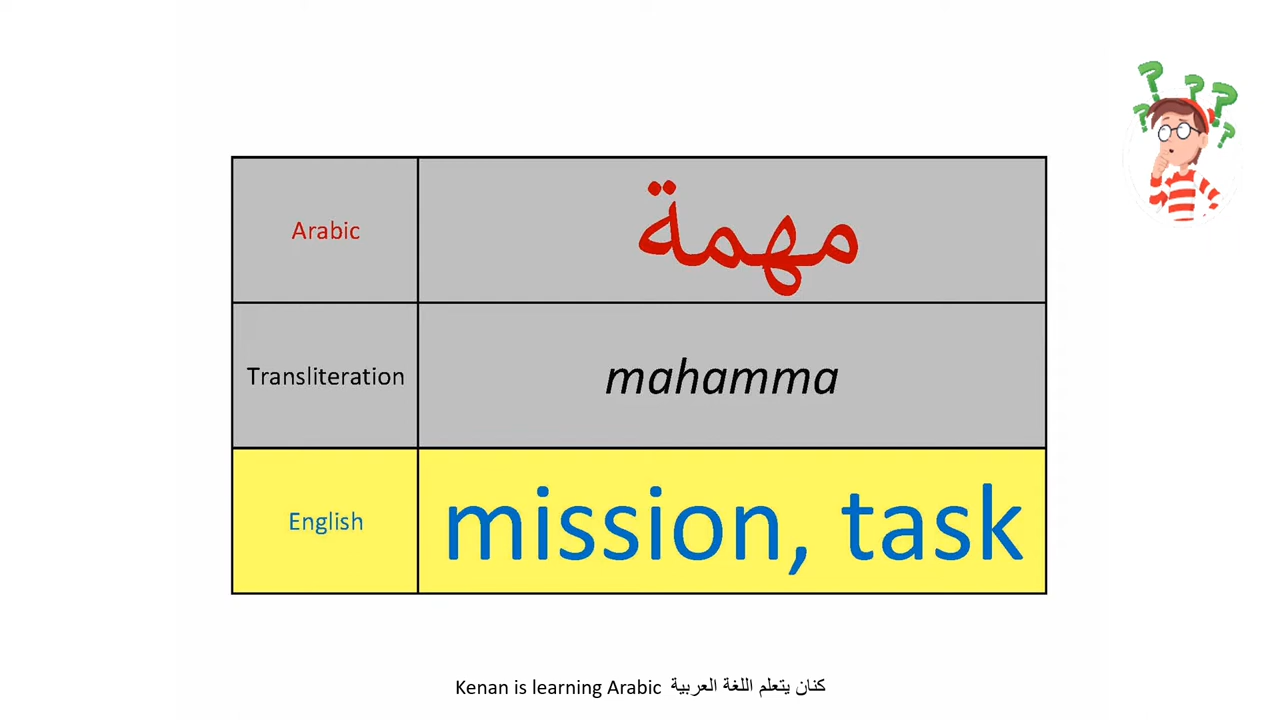 Arabic مهمة
Transliteration mahamma
English mission, task
Kenan is learning Arabic كنان يتعلم اللغة العربية